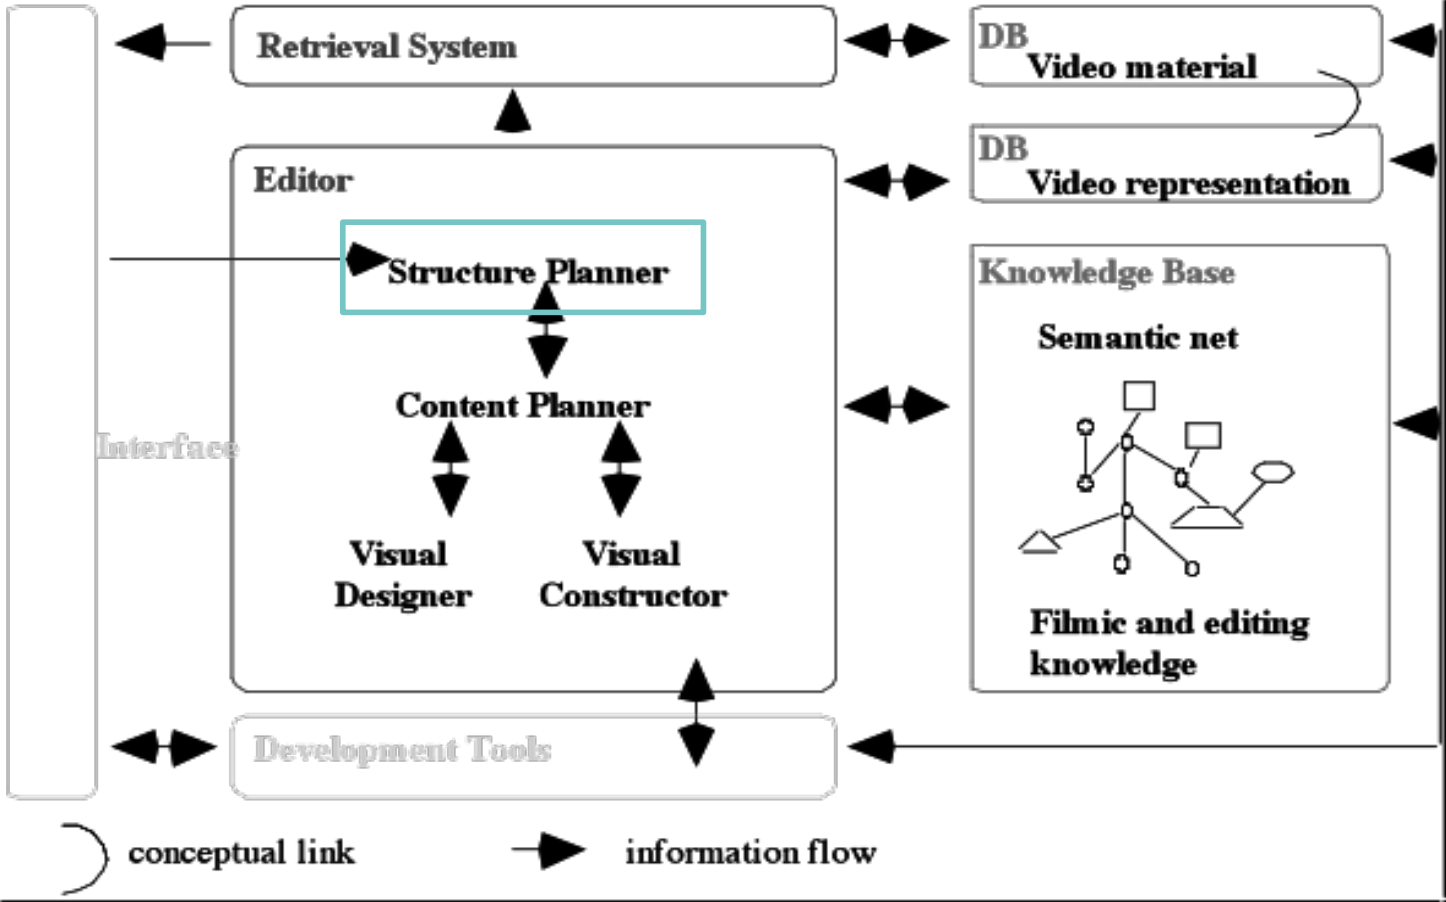 Retrieval System
DB
Video material
DB
Video representation
Editor
Structure Planner
Content Planner
Visual
Designer
Visual
Constructor
Knowledge Base
Semantic net
Filmic and editing
knowledge
Interface
Development Tools
conceptual link
information flow